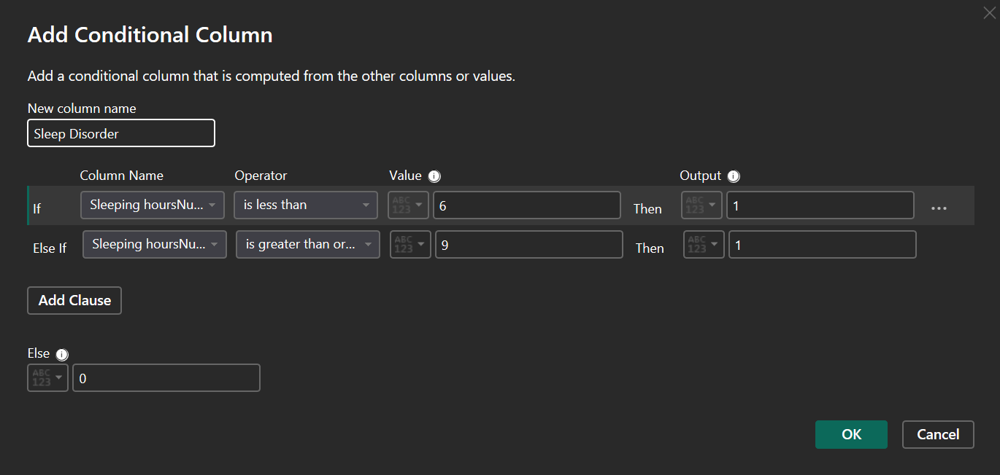 Add Conditional Column
Add a conditional column that is computed from the other columns or values.
New column name
Sleep Disorder
Column Name Operator Value Output
If Sleeping hoursNu... is less than ABC 123 6 Then ABC 123 1 ...
Else If Sleeping hoursNu... is greater than or... ABC 123 9 Then ABC 123 1
Add Clause
Else
ABC 123 0
OK Cancel